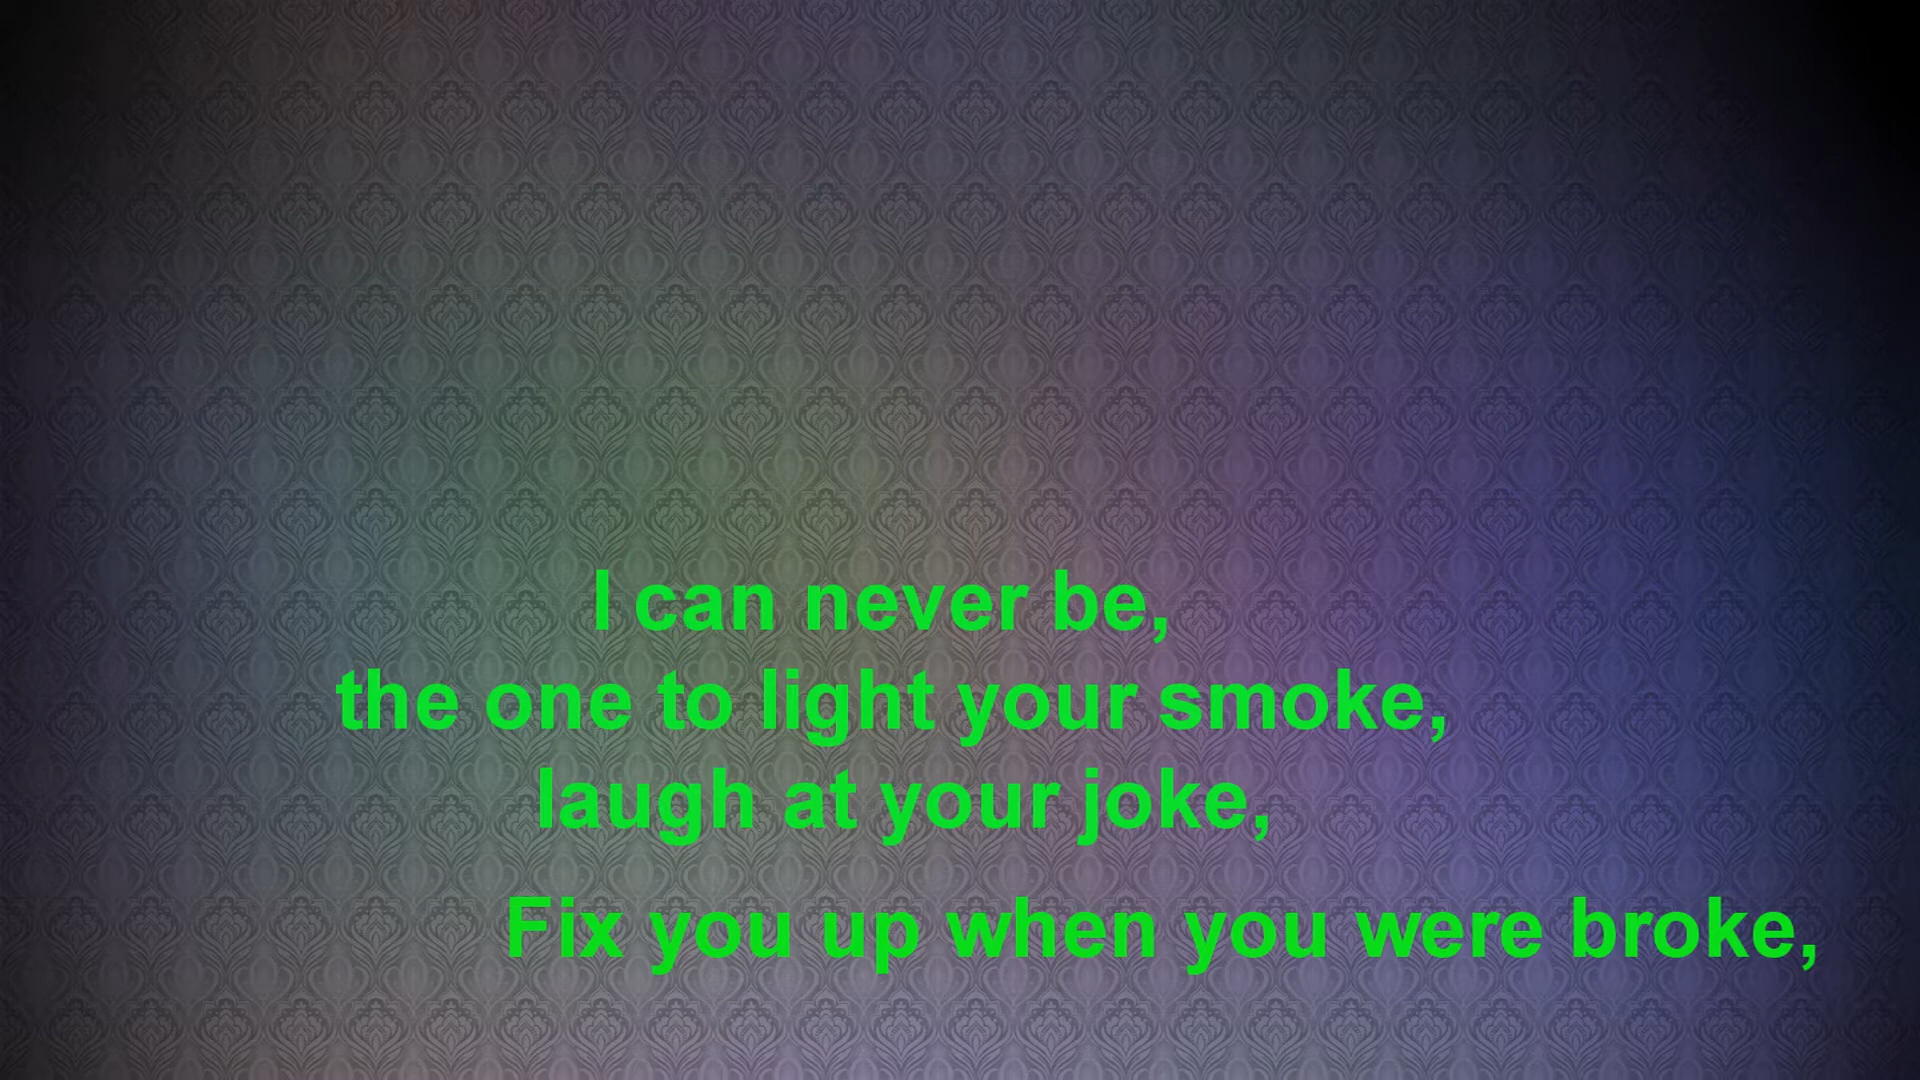 I can never be,
the one to light your smoke,
laugh at your joke,
Fix you up when you were broke,